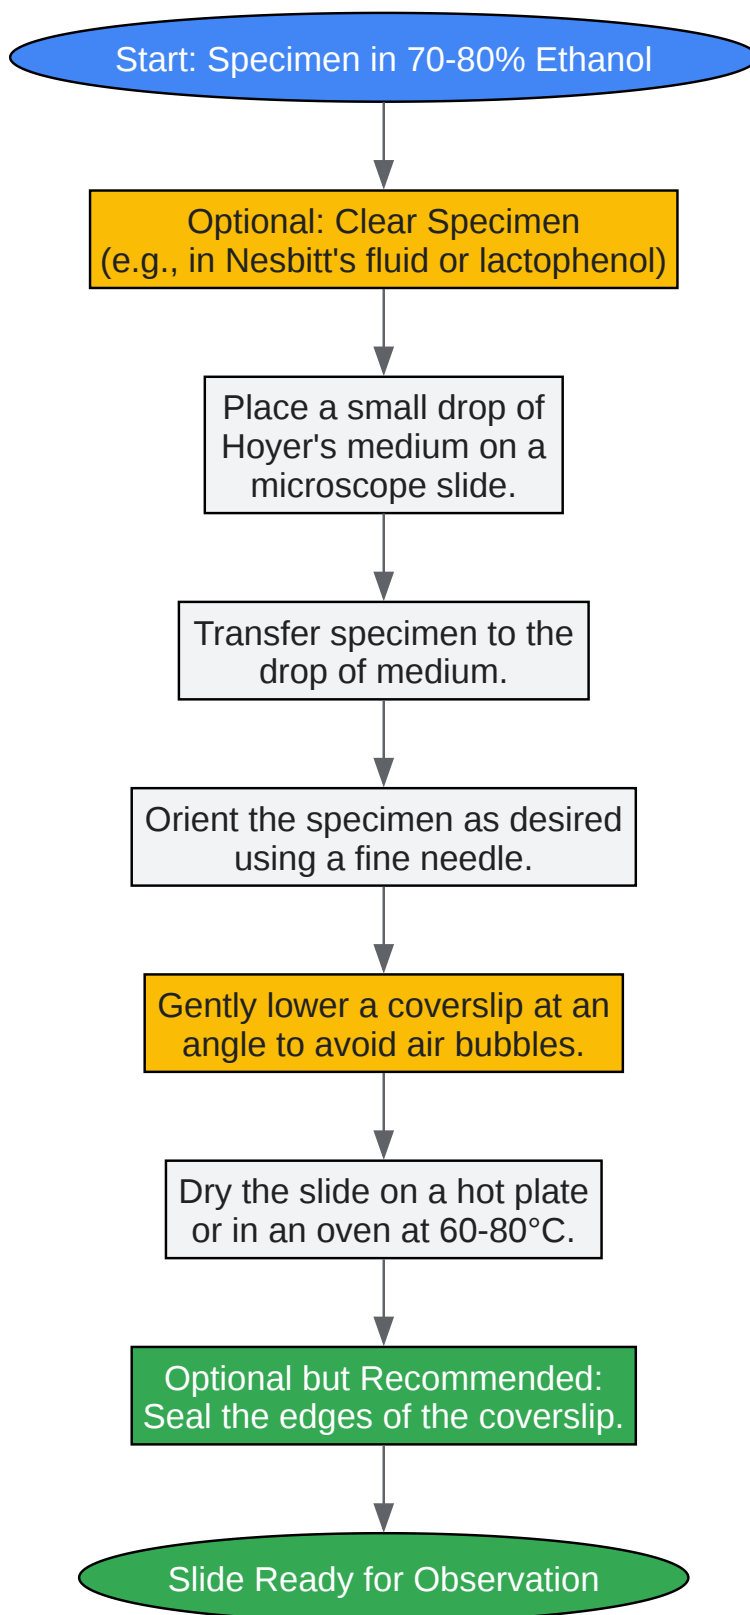 Start: Specimen in 70-80% Ethanol
Optional: Clear Specimen
(e.g., in Nesbitt's fluid or lactophenol)
Place a small drop of
Hoyer's medium on a
microscope slide.
Transfer specimen to the
drop of medium.
Orient the specimen as desired
using a fine needle.
Gently lower a coverslip at an
angle to avoid air bubbles.
Dry the slide on a hot plate
or in an oven at 60-80°C.
Optional but Recommended:
Seal the edges of the coverslip.
Slide Ready for Observation